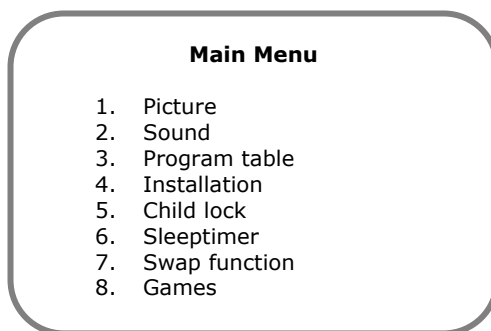 Main Menu
1. Picture
2. Sound
3. Program table
4. Installation
5. Child lock
6. Sleeptimer
7. Swap function
8. Games